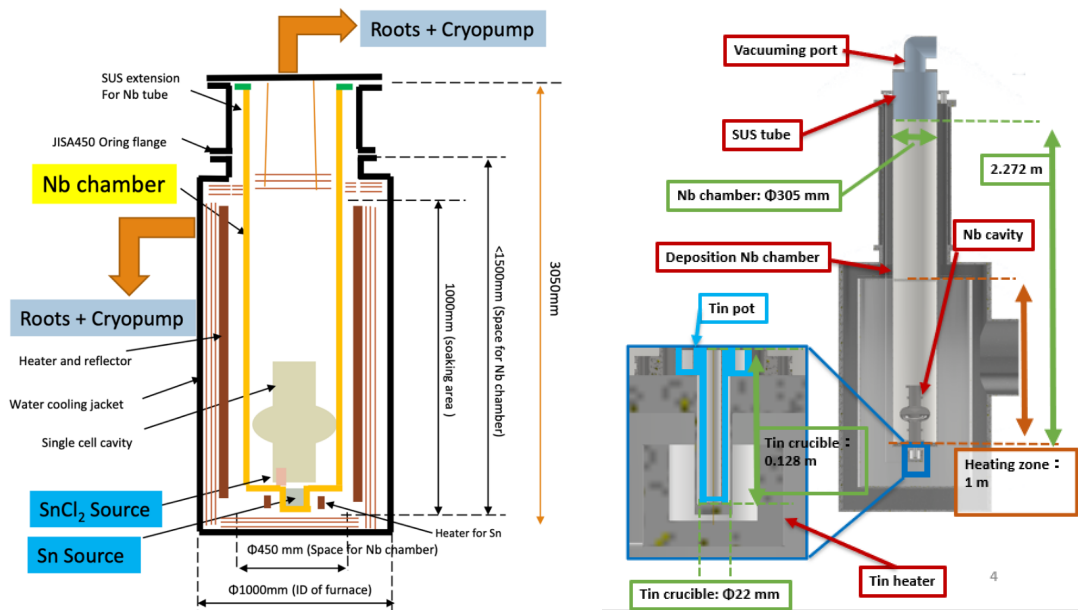 Roots + Cryopump
SUS extension
For Nb tube
JISA450 Oring flange
Nb chamber
Roots + Cryopump
Heater and reflector
Water cooling jacket
Single cell cavity
SnCl₂ Source
Sn Source
Heater for Sn
1000mm (soaking area )
<1500mm (Space for Nb chamber)
3050mm
Φ450 mm (Space for Nb chamber)
Φ1000mm (ID of furnace)
Vacuuming port
SUS tube
Nb chamber: Φ305 mm
2.272 m
Nb cavity
Deposition Nb chamber
Tin pot
Tin crucible：
0.128 m
Heating zone：
1 m
Tin heater
Tin crucible: Φ22 mm
4